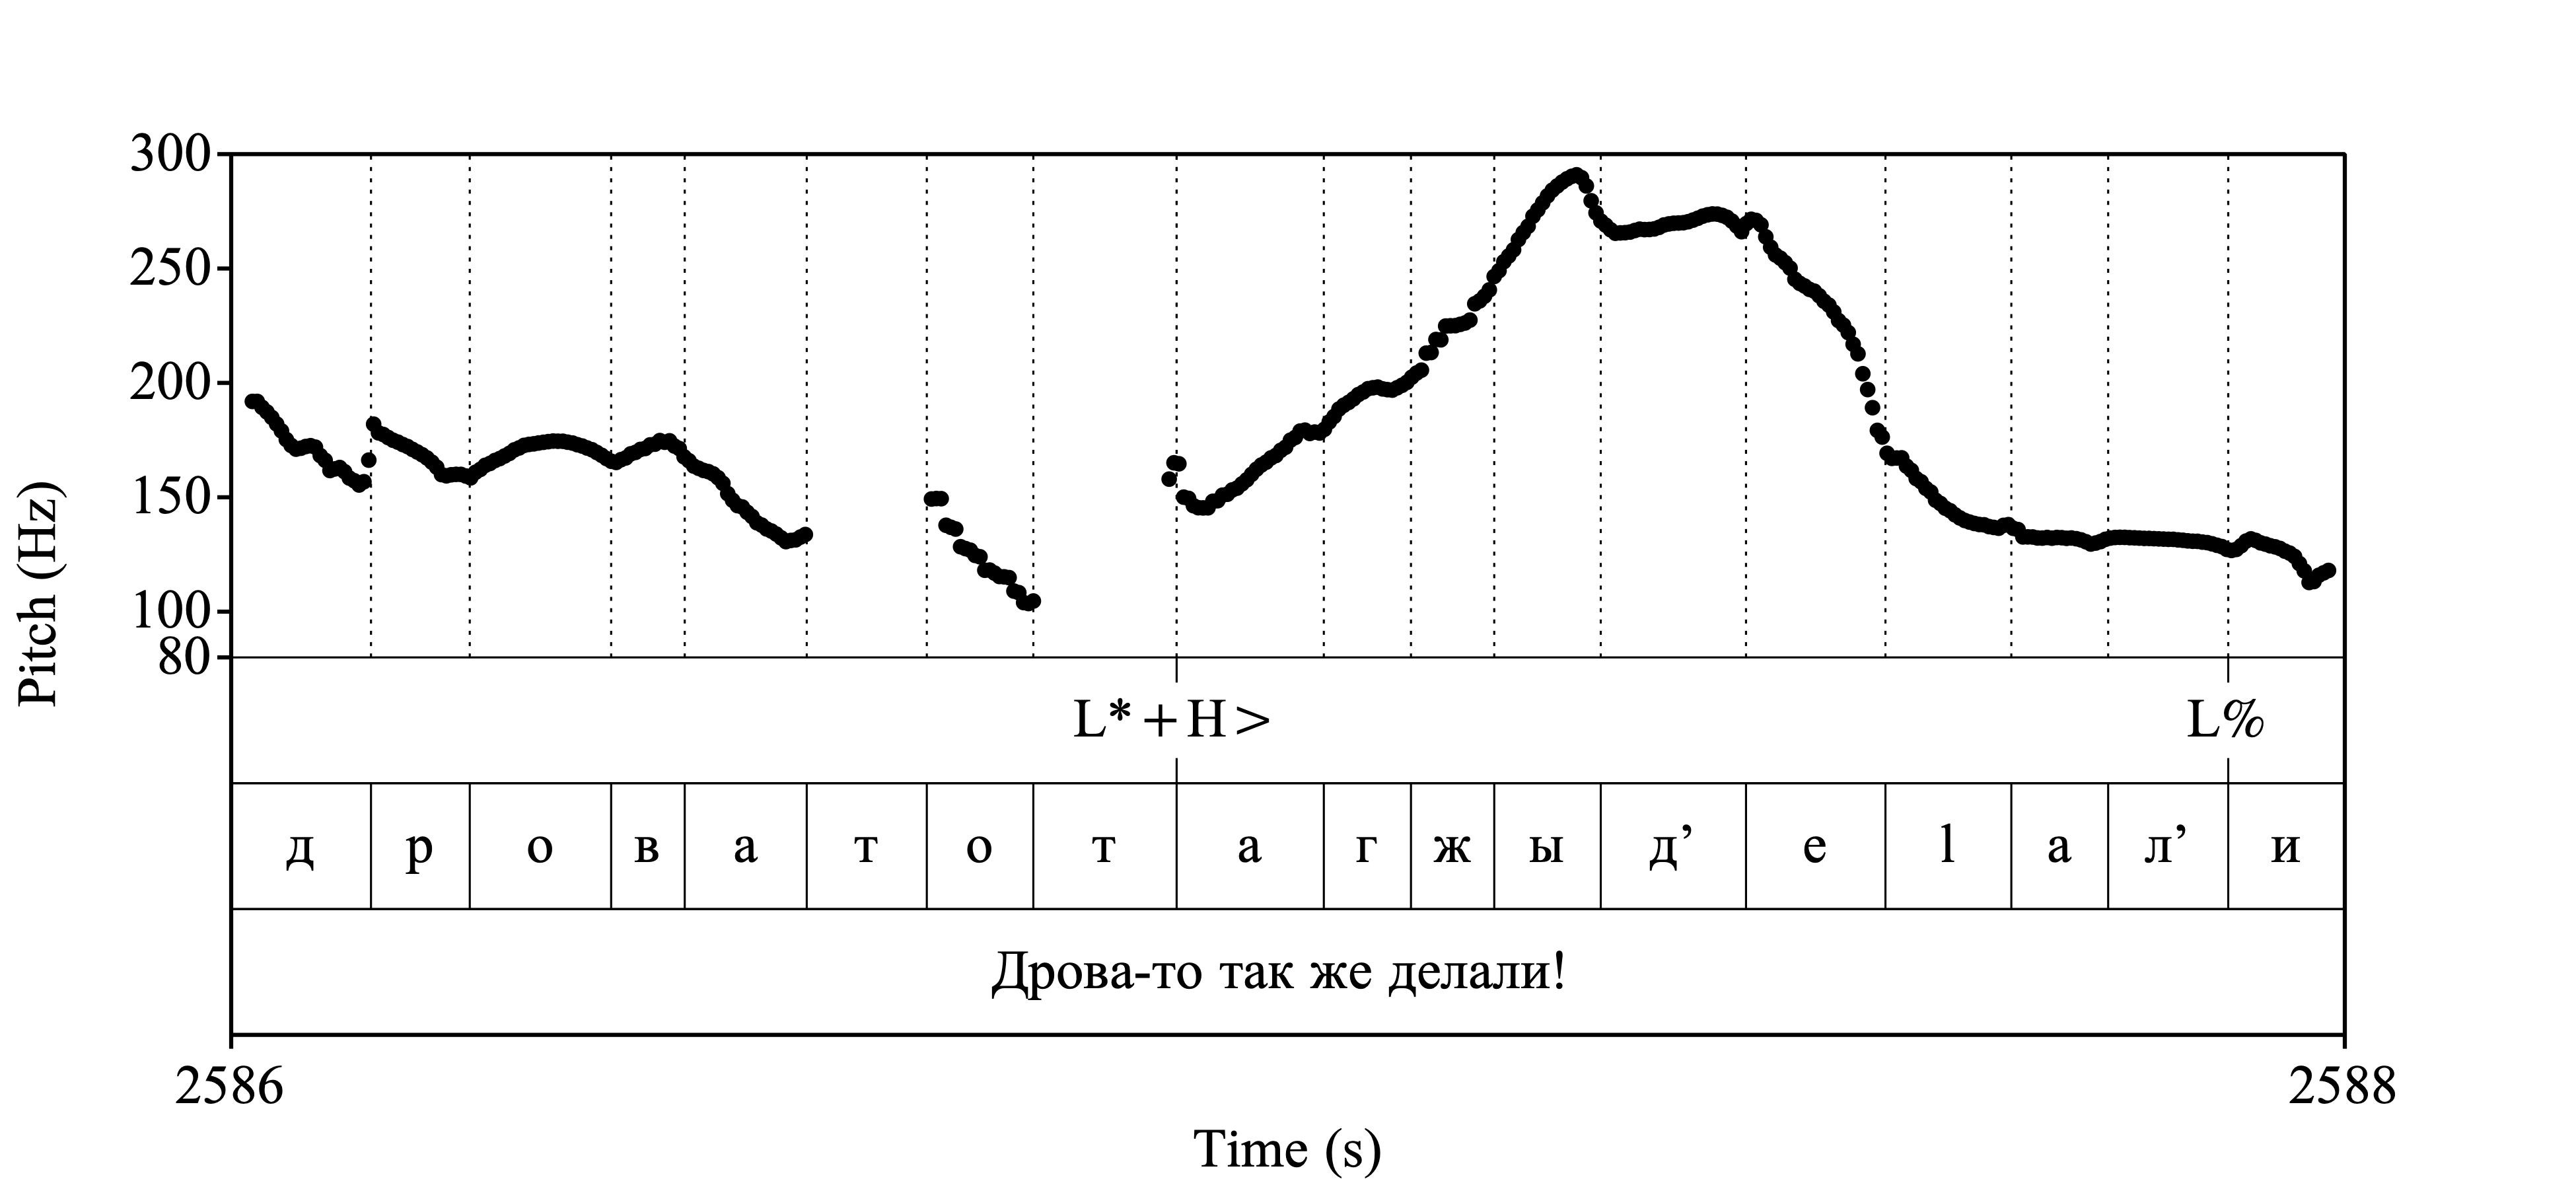 300
250
200
150
100
80
Pitch (Hz)
L*+H> L%
д р о в а т о т а г ж ы д’ е l а л’ и
Дрова-то так же делали!
2586 2588
Time (s)